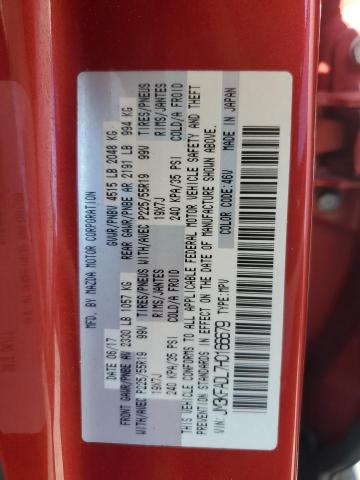 MFD. BY MAZDA MOTOR CORPORATION
DATE: 06/17 GVWR/PNBV 4515 LB 2048 KG
FRONT GAWR/PNBE AV 2330 LB 1057 KG REAR GAWR/PNBE AR 2191 LB 994 KG
WITH/AVEC P225/55R19 99V TIRES/PNEUS WITH/AVEC P225/55R19 99V TIRES/PNEUS
19X7J RIMS/JANTES 19X7J RIMS/JANTES
240 KPA/35 PSI COLD/A FROID 240 KPA/35 PSI COLD/A FROID
THIS VEHICLE CONFORMS TO ALL APPLICABLE FEDERAL MOTOR VEHICLE SAFETY AND THEFT
PREVENTION STANDARDS IN EFFECT ON THE DATE OF MANUFACTURE SHOWN ABOVE.
VIN: JM3KFADL7H0166679 TYPE: MPV COLOR CODE: 46V MADE IN JAPAN